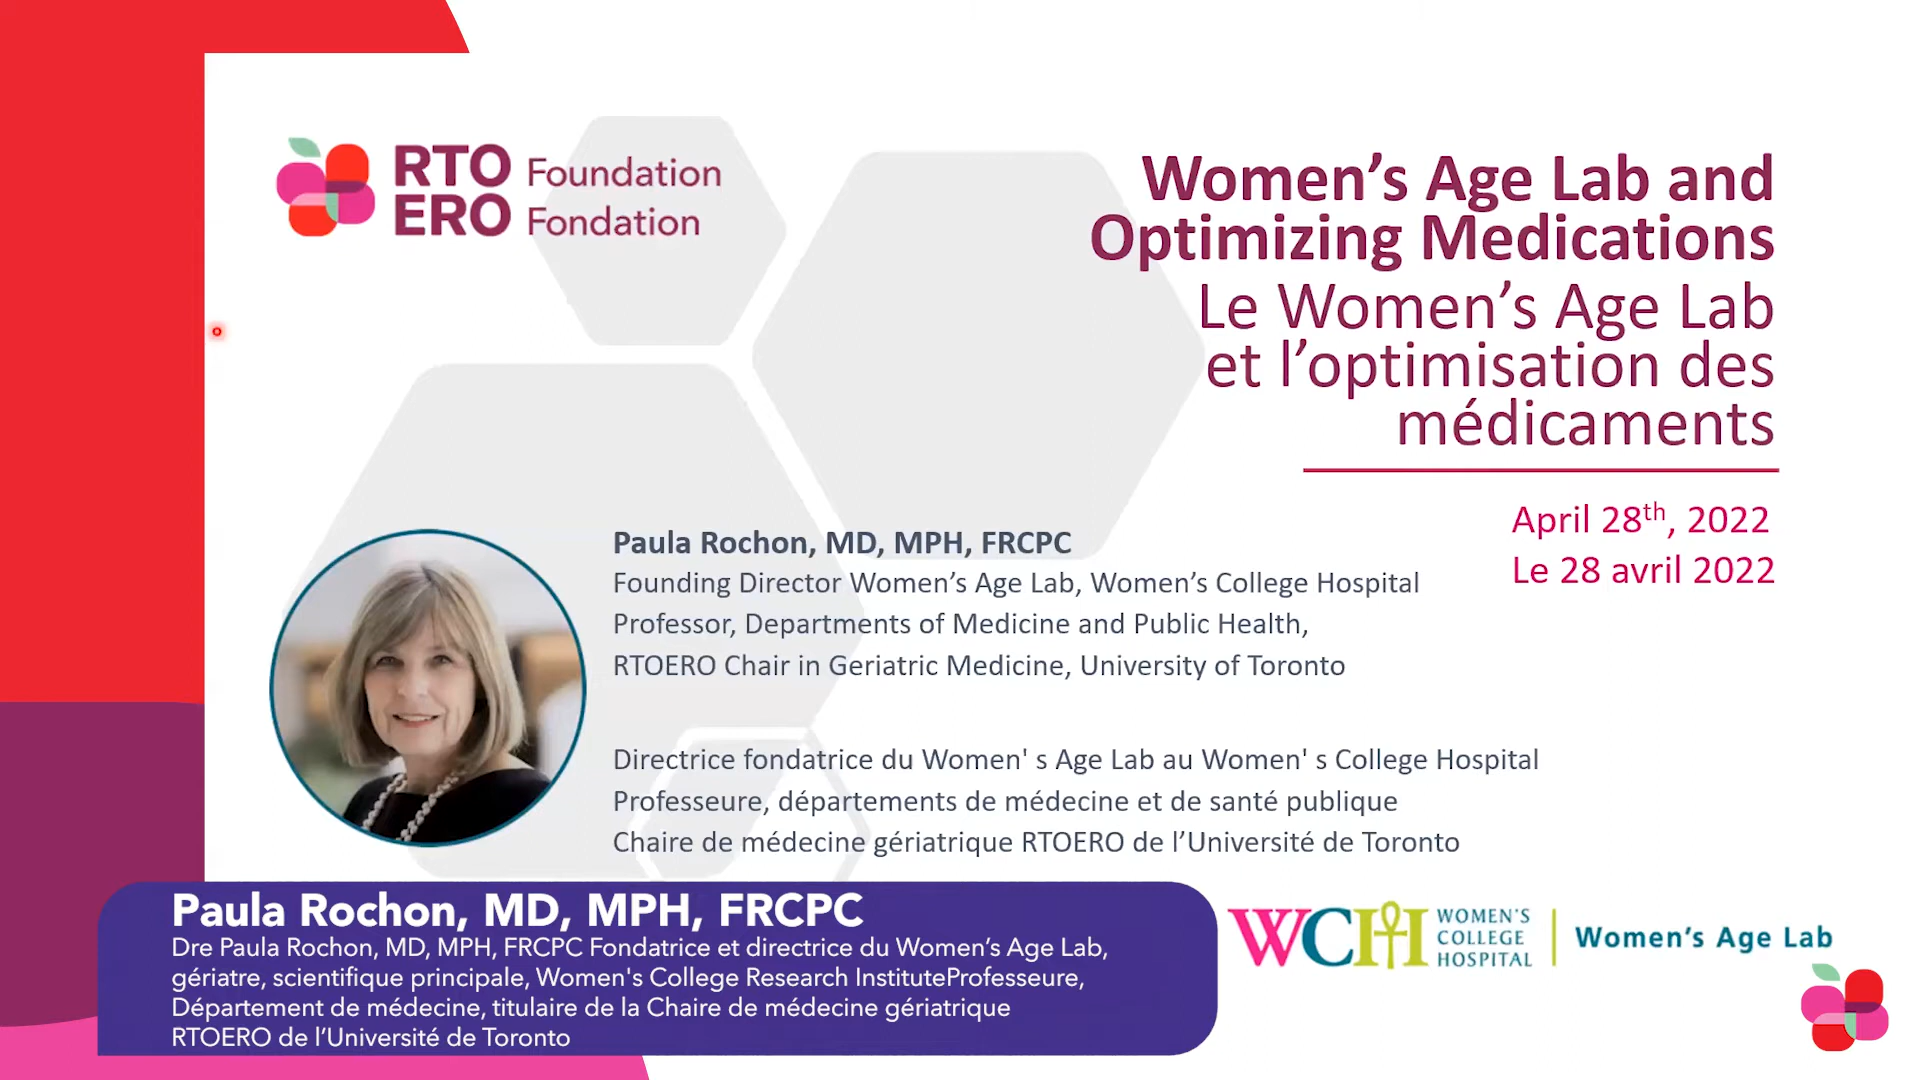 RTO Foundation
ERO Fondation
Women’s Age Lab and
Optimizing Medications
Le Women’s Age Lab
et l’optimisation des
médicaments
April 28th, 2022
Le 28 avril 2022
Paula Rochon, MD, MPH, FRCPC
Founding Director Women’s Age Lab, Women’s College Hospital
Professor, Departments of Medicine and Public Health,
RTOERO Chair in Geriatric Medicine, University of Toronto
Directrice fondatrice du Women' s Age Lab au Women' s College Hospital
Professeure, départements de médecine et de santé publique
Chaire de médecine gériatrique RTOERO de l’Université de Toronto
Paula Rochon, MD, MPH, FRCPC
Dre Paula Rochon, MD, MPH, FRCPC Fondatrice et directrice du Women’s Age Lab,
gériatre, scientifique principale, Women's College Research InstituteProfesseure,
Département de médecine, titulaire de la Chaire de médecine gériatrique
RTOERO de l’Université de Toronto
WCH
WOMEN'S
COLLEGE
HOSPITAL
Women’s Age Lab